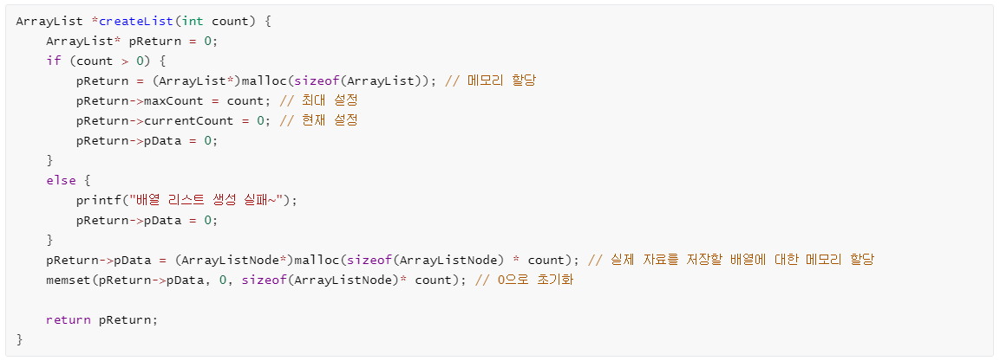 ArrayList *createList(int count) {
    ArrayList* pReturn = 0;
    if (count > 0) {
        pReturn = (ArrayList*)malloc(sizeof(ArrayList)); // 메모리 할당
        pReturn->maxCount = count; // 최대 설정
        pReturn->currentCount = 0; // 현재 설정
        pReturn->pData = 0;
    }
    else {
        printf("배열 리스트 생성 실패~");
        pReturn->pData = 0;
    }
    pReturn->pData = (ArrayListNode*)malloc(sizeof(ArrayListNode) * count); // 실제 자료를 저장할 배열에 대한 메모리 할당
    memset(pReturn->pData, 0, sizeof(ArrayListNode)* count); // 0으로 초기화

    return pReturn;
}